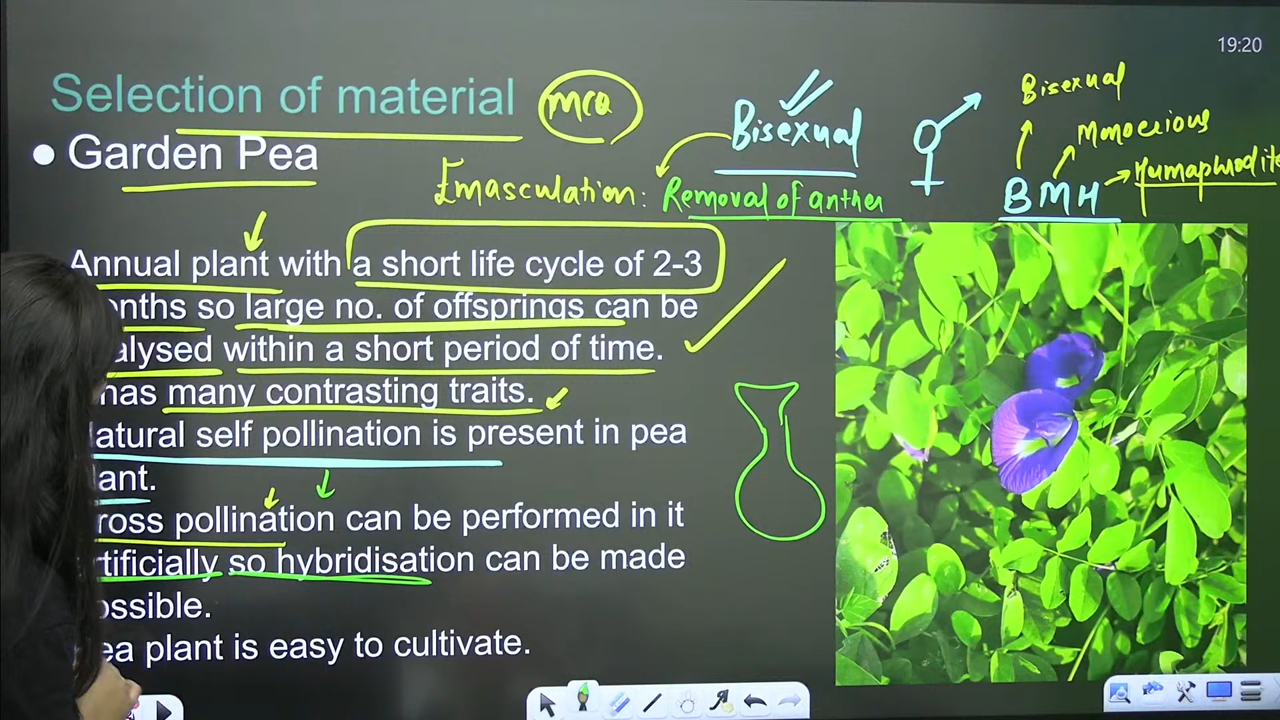 19:20
Selection of material
MCQ
Bisexual
Bisexual
Monoecious
• Garden Pea
Emasculation: Removal of anther
BMH
Humaphrodite
Annual plant with a short life cycle of 2-3
onths so large no. of offsprings can be
alysed within a short period of time.
has many contrasting traits.
atural self pollination is present in pea
lant.
ross pollination can be performed in it
rtificially so hybridisation can be made
ossible.
ea plant is easy to cultivate.